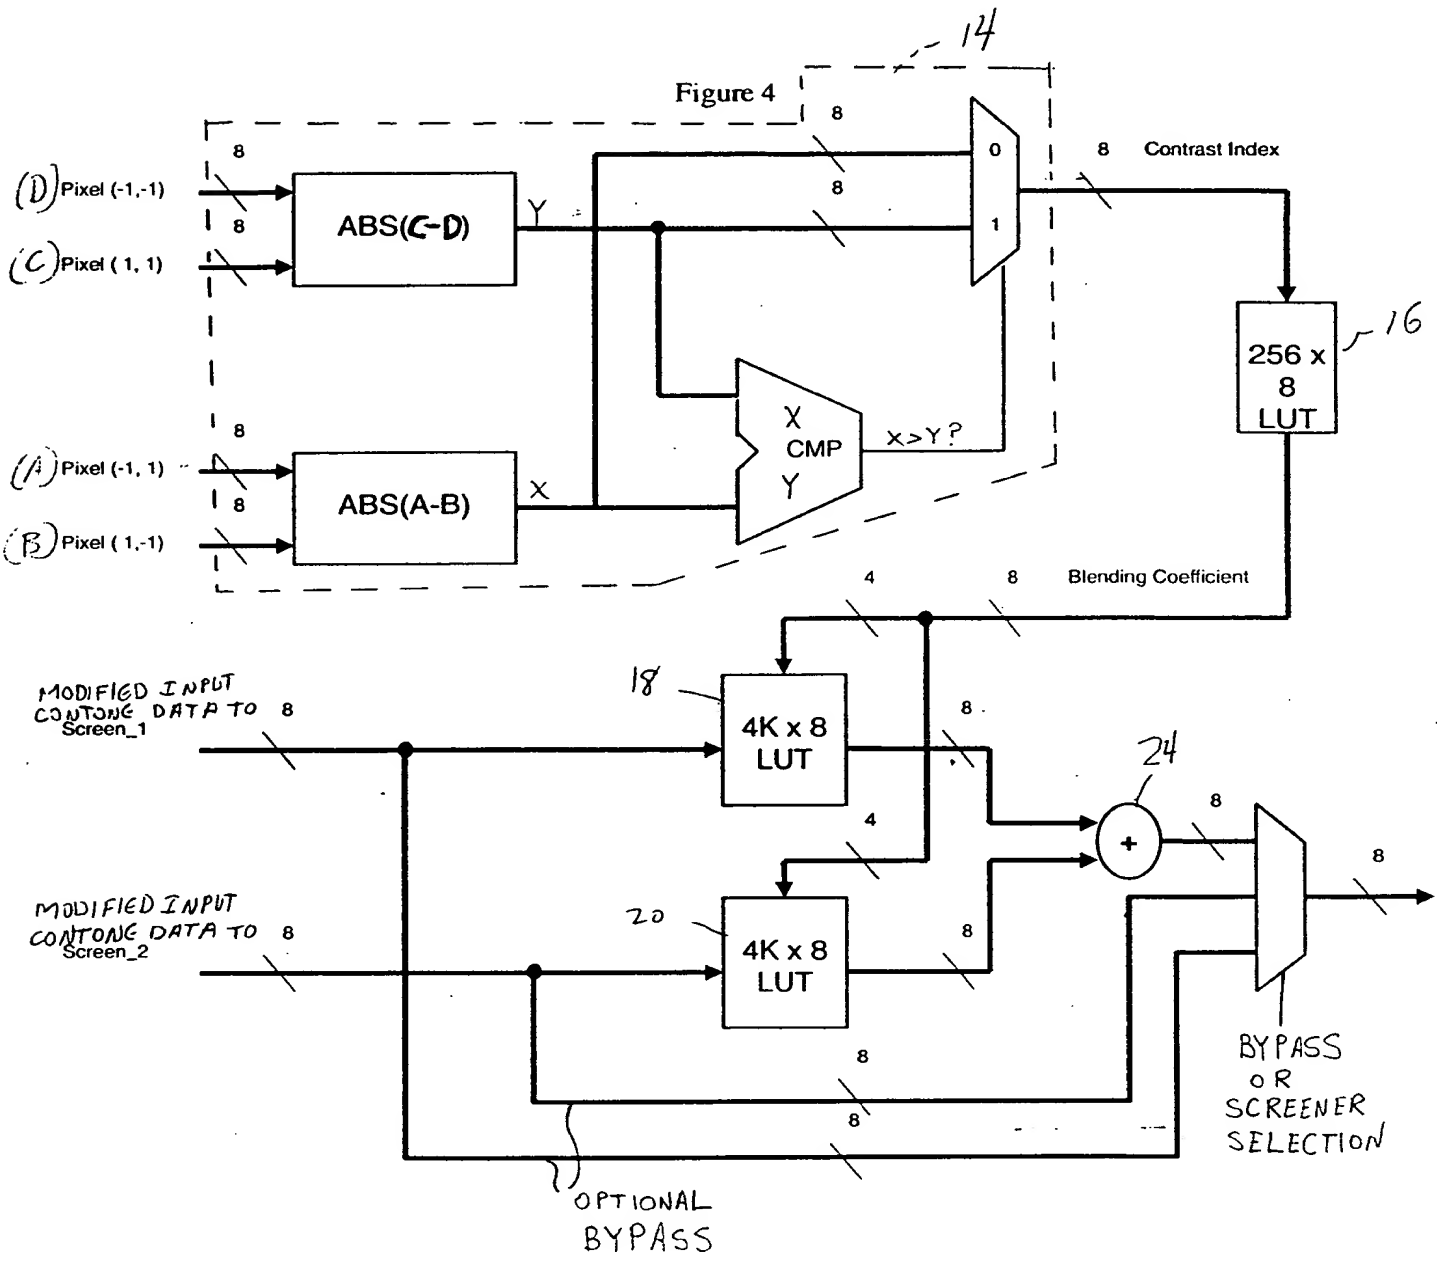 14
Figure 4
8
8
0
8 Contrast Index
(D) Pixel (-1,-1)
8
ABS(C-D)
Y
8
1
(C) Pixel ( 1, 1)
8
256 x
8
LUT
16
X
CMP
Y
X>Y?
(A) Pixel (-1, 1)
8
ABS(A-B)
X
(B) Pixel ( 1,-1)
8
4
8
Blending Coefficient
MODIFIED INPUT
CONTONE DATA TO
Screen_1
8
18
4K x 8
LUT
8
24
+
8
4
8
MODIFIED INPUT
CONTONE DATA TO
Screen_2
8
20
4K x 8
LUT
8
BYPASS
OR
SCREENER
SELECTION
8
8
OPTIONAL
BYPASS